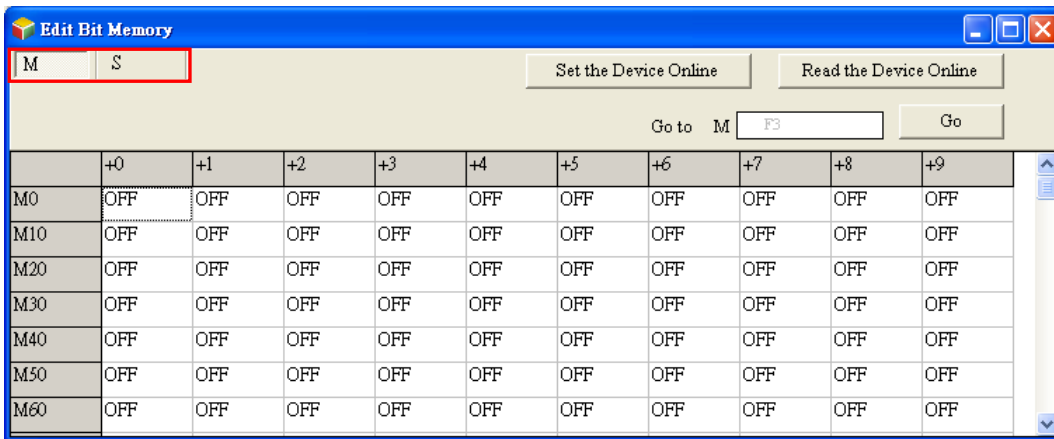 Edit Bit Memory
M S Set the Device Online Read the Device Online
Go to M F3 Go
+0 +1 +2 +3 +4 +5 +6 +7 +8 +9
M0 OFF OFF OFF OFF OFF OFF OFF OFF OFF OFF
M10 OFF OFF OFF OFF OFF OFF OFF OFF OFF OFF
M20 OFF OFF OFF OFF OFF OFF OFF OFF OFF OFF
M30 OFF OFF OFF OFF OFF OFF OFF OFF OFF OFF
M40 OFF OFF OFF OFF OFF OFF OFF OFF OFF OFF
M50 OFF OFF OFF OFF OFF OFF OFF OFF OFF OFF
M60 OFF OFF OFF OFF OFF OFF OFF OFF OFF OFF